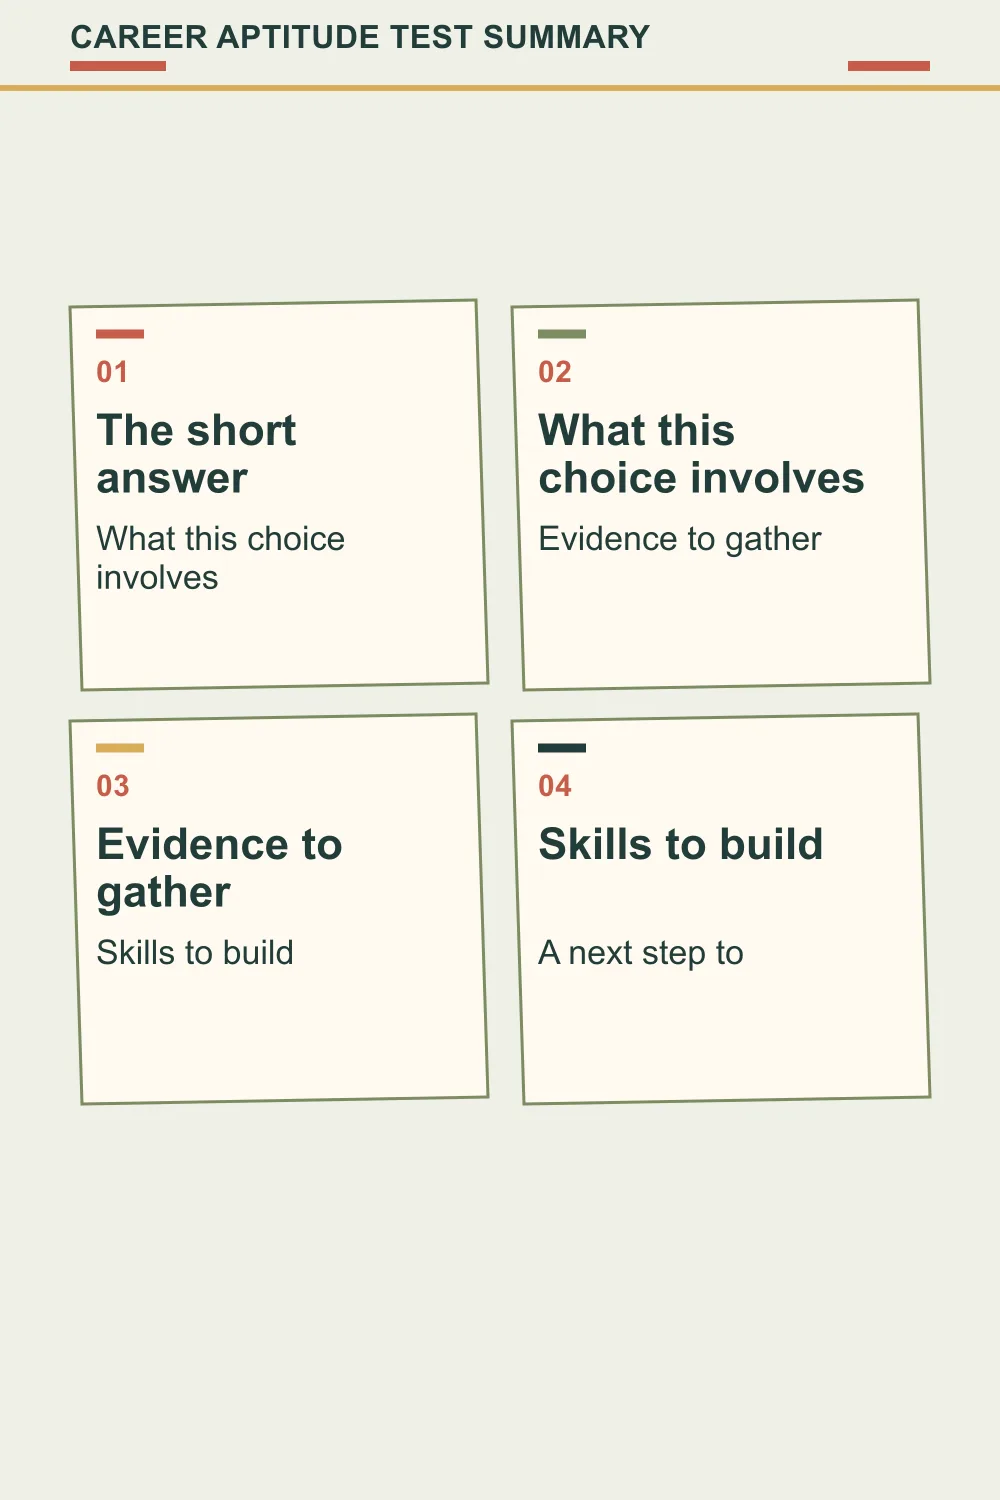 CAREER APTITUDE TEST SUMMARY
01
The short
answer
What this choice
involves
02
What this
choice involves
Evidence to gather
03
Evidence to
gather
Skills to build
04
Skills to build
A next step to